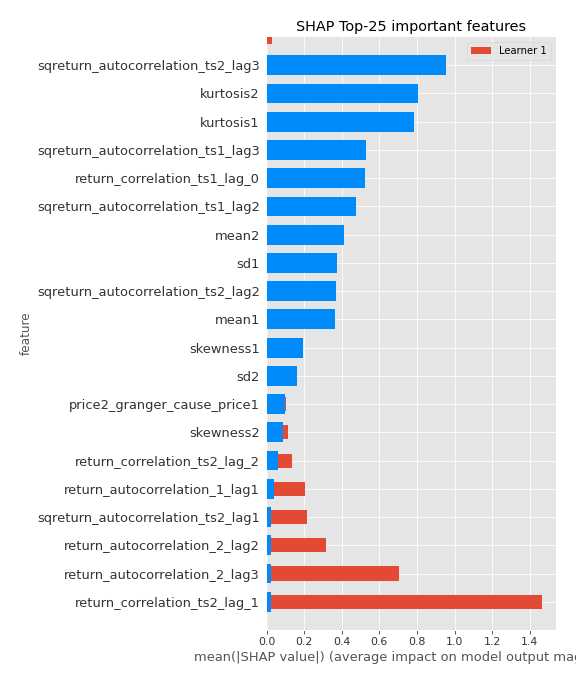 SHAP Top-25 important features
Learner 1
sqreturn_autocorrelation_ts2_lag3
kurtosis2
kurtosis1
sqreturn_autocorrelation_ts1_lag3
return_correlation_ts1_lag_0
sqreturn_autocorrelation_ts1_lag2
mean2
sd1
sqreturn_autocorrelation_ts2_lag2
mean1
skewness1
sd2
price2_granger_cause_price1
skewness2
return_correlation_ts2_lag_2
return_autocorrelation_1_lag1
sqreturn_autocorrelation_ts2_lag1
return_autocorrelation_2_lag2
return_autocorrelation_2_lag3
return_correlation_ts2_lag_1
feature
0.0 0.2 0.4 0.6 0.8 1.0 1.2 1.4
mean(|SHAP value|) (average impact on model output